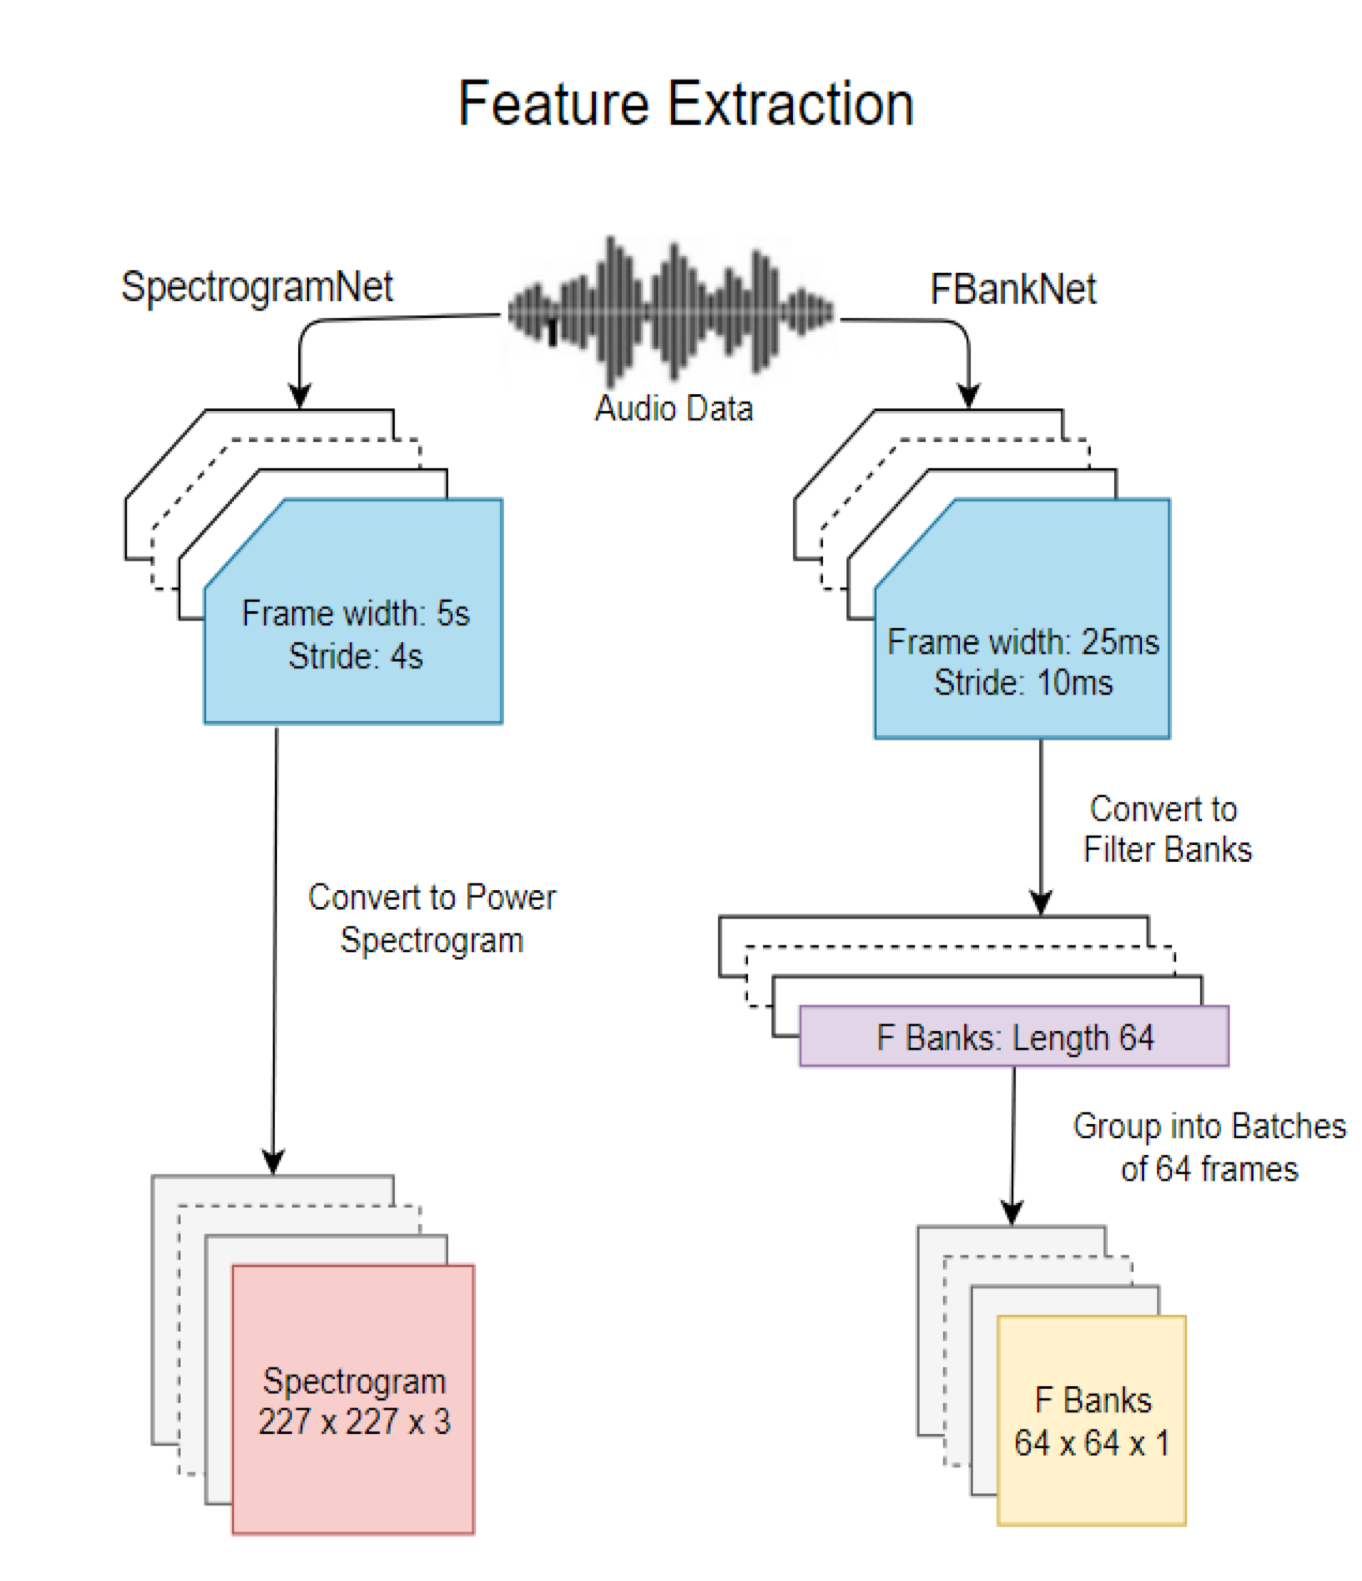 Feature Extraction
SpectrogramNet
FBankNet
Audio Data
Frame width: 5s
Stride: 4s
Frame width: 25ms
Stride: 10ms
Convert to Power
Spectrogram
Convert to
Filter Banks
F Banks: Length 64
Group into Batches
of 64 frames
Spectrogram
227 x 227 x 3
F Banks
64 x 64 x 1